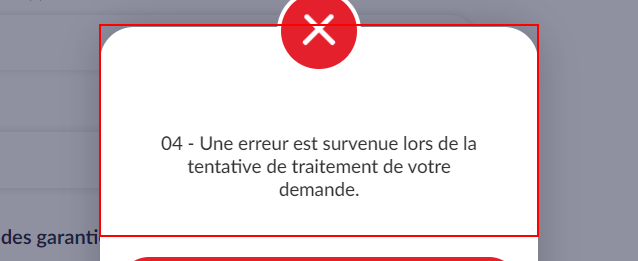 04 - Une erreur est survenue lors de la
tentative de traitement de votre
demande.
des garanti